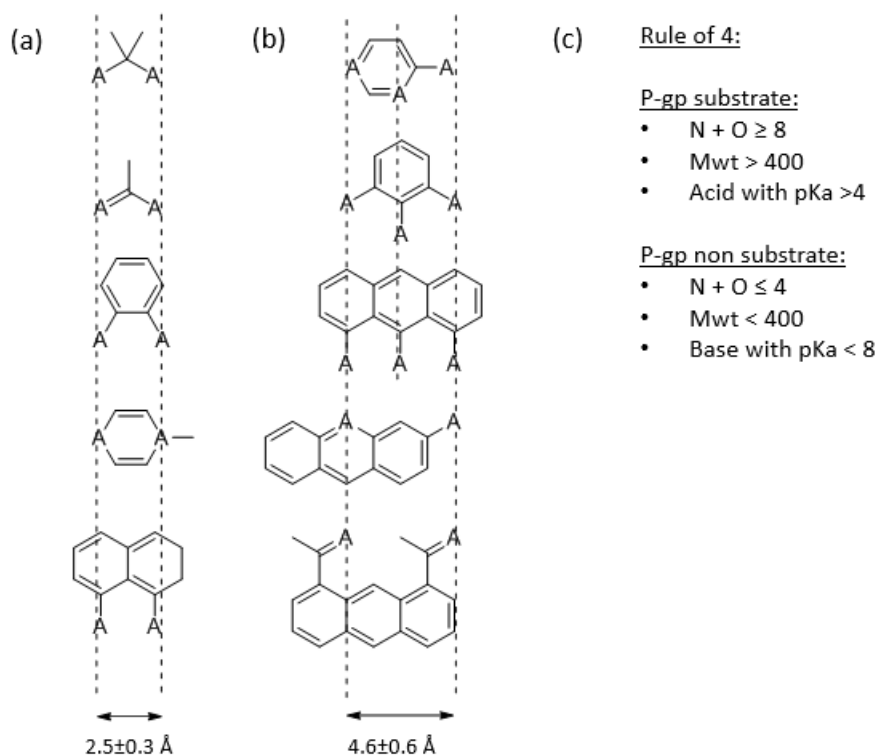 (a)
A A
A A
A A
A A
A A
2.5±0.3 Å
(b)
A A
A
A A
A
A A A
A A
A A
4.6±0.6 Å
(c)
Rule of 4:
P-gp substrate:
• N + O ≥ 8
• Mwt > 400
• Acid with pKa >4
P-gp non substrate:
• N + O ≤ 4
• Mwt < 400
• Base with pKa < 8